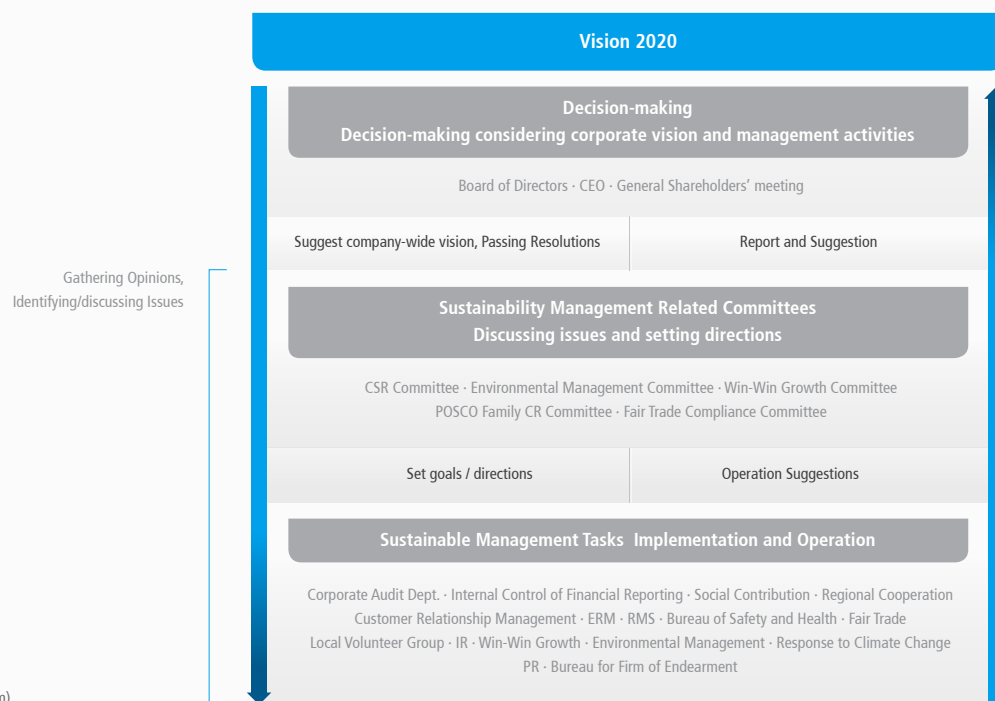 Vision 2020
Decision-making
Decision-making considering corporate vision and management activities
Board of Directors · CEO · General Shareholders’ meeting
Suggest company-wide vision, Passing Resolutions
Report and Suggestion
Gathering Opinions,
Identifying/discussing Issues
Sustainability Management Related Committees
Discussing issues and setting directions
CSR Committee · Environmental Management Committee · Win-Win Growth Committee
POSCO Family CR Committee · Fair Trade Compliance Committee
Set goals / directions
Operation Suggestions
Sustainable Management Tasks Implementation and Operation
Corporate Audit Dept. · Internal Control of Financial Reporting · Social Contribution · Regional Cooperation
Customer Relationship Management · ERM · RMS · Bureau of Safety and Health · Fair Trade
Local Volunteer Group · IR · Win-Win Growth · Environmental Management · Response to Climate Change
PR · Bureau for Firm of Endearment